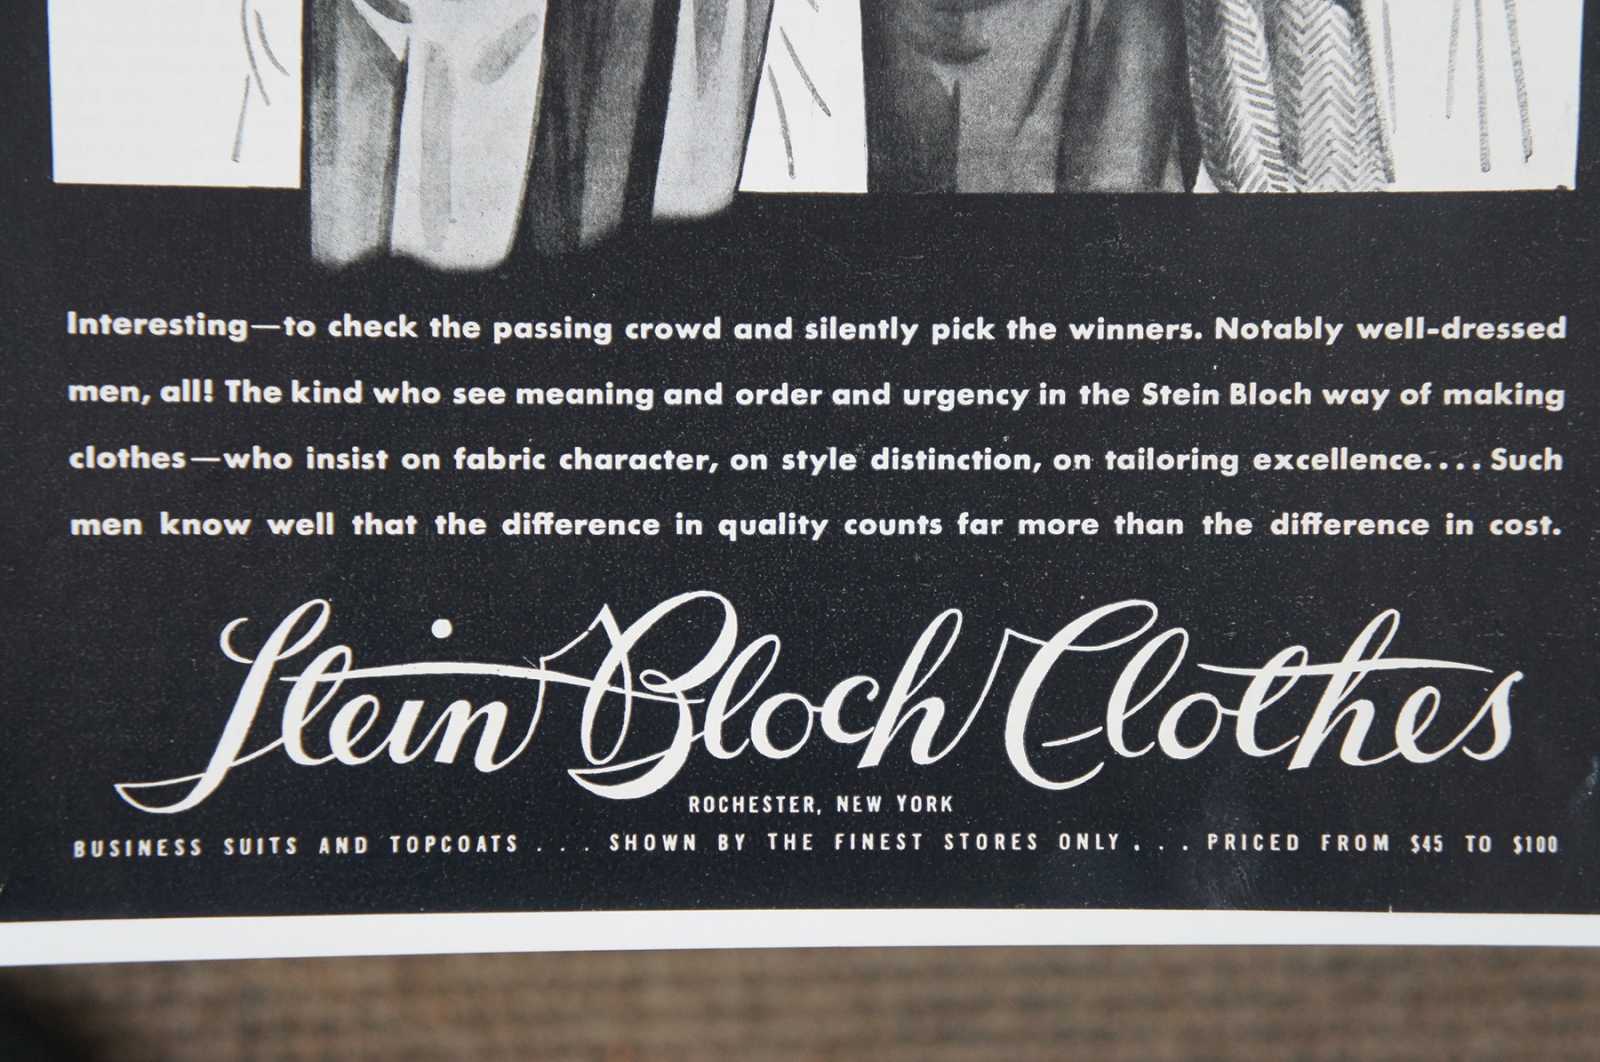 Interesting—to check the passing crowd and silently pick the winners. Notably well-dressed
men, all! The kind who see meaning and order and urgency in the Stein Bloch way of making
clothes—who insist on fabric character, on style distinction, on tailoring excellence.... Such
men know well that the difference in quality counts far more than the difference in cost.
Stein Bloch Clothes
ROCHESTER, NEW YORK
BUSINESS SUITS AND TOPCOATS . . . SHOWN BY THE FINEST STORES ONLY . . . PRICED FROM $45 TO $100